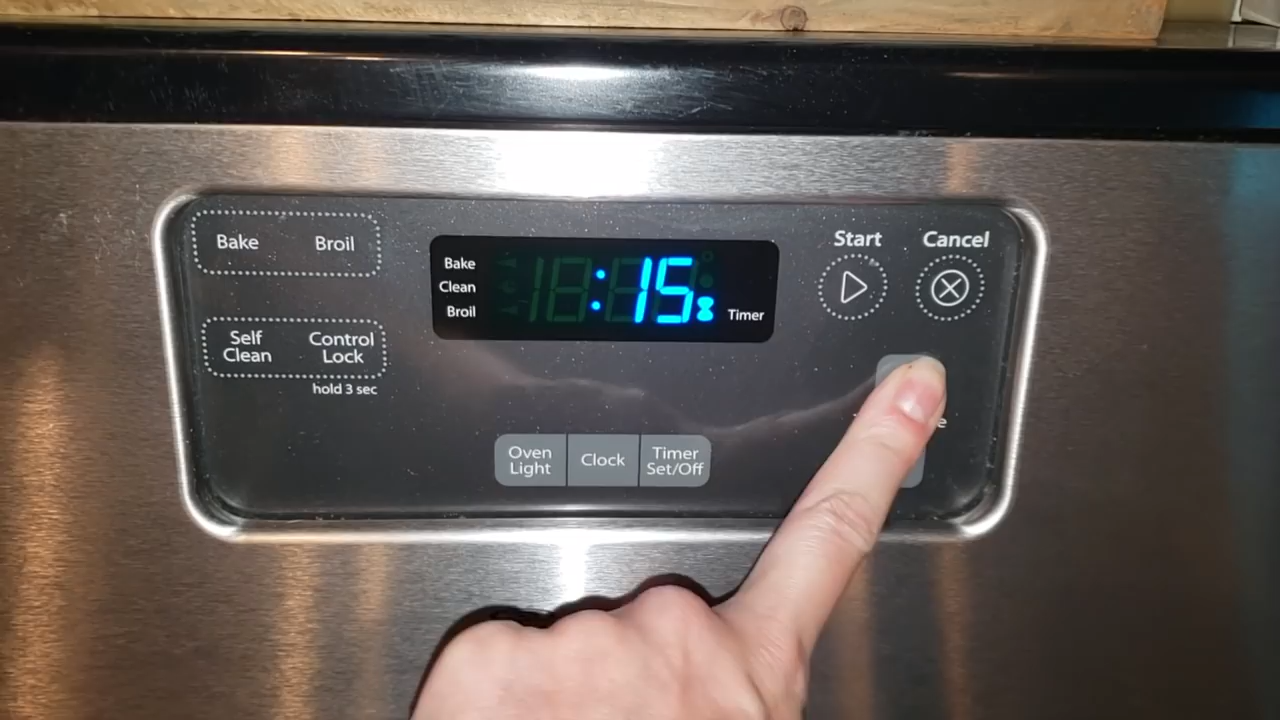 Bake Broil
Self Clean
Control Lock
hold 3 sec
Bake
Clean
Broil
:15
Timer
Oven Light
Clock
Timer Set/Off
Start
Cancel